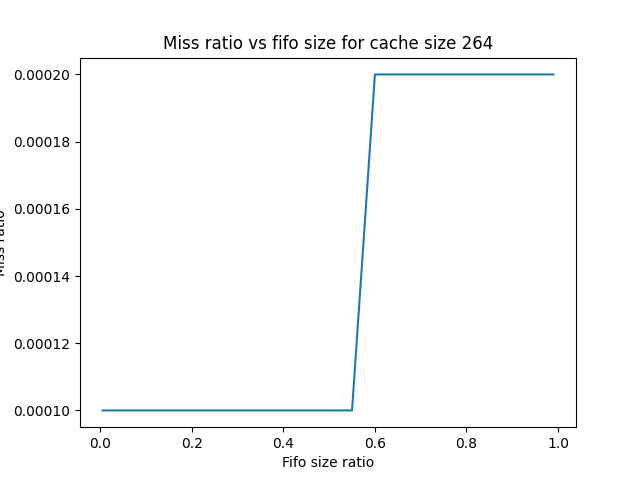 Miss ratio vs fifo size for cache size 264
0.00020
0.00018
0.00016
0.00014
0.00012
0.00010
Miss ratio
0.0 0.2 0.4 0.6 0.8 1.0
Fifo size ratio